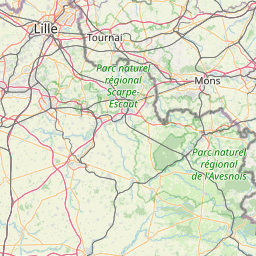 Lille
Tournai
Parc naturel
régional
Scarpe-
Escaut
Mons
Parc naturel
régional
de l'Avesnois